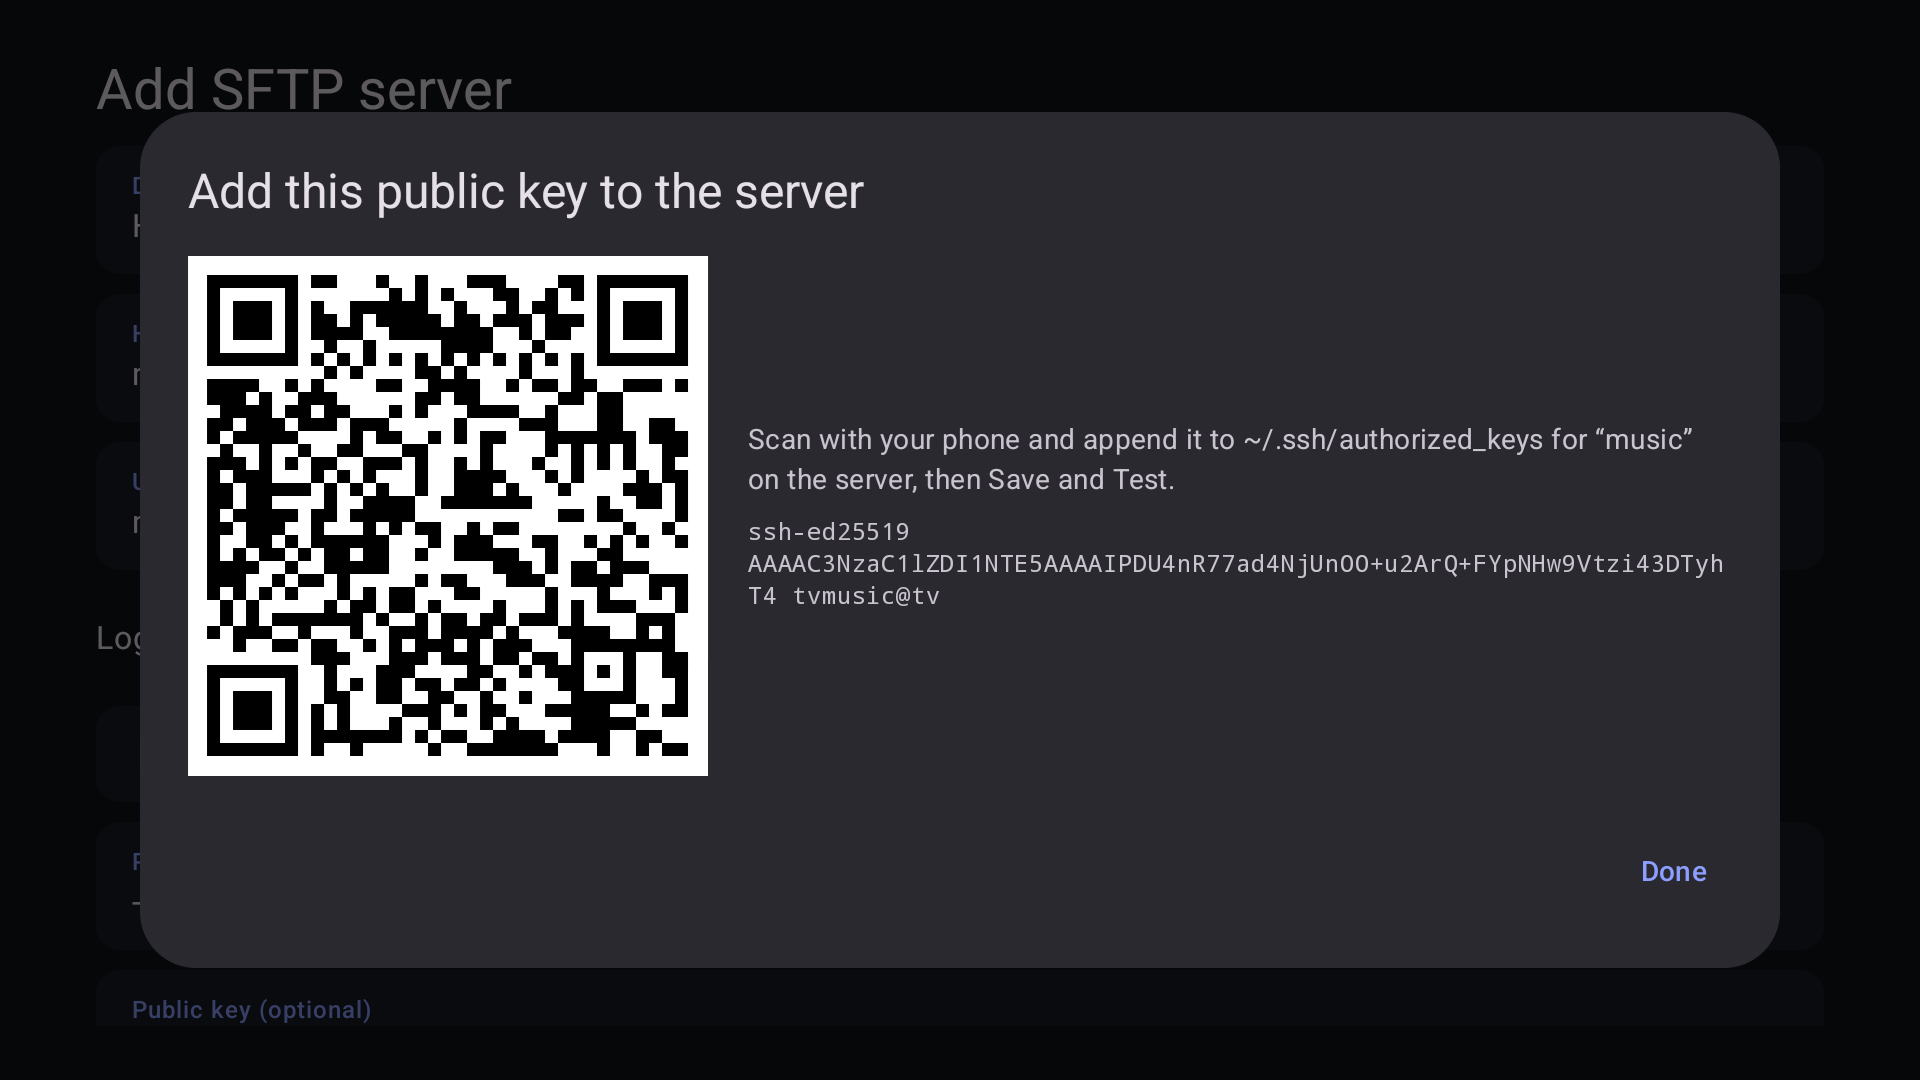 Add SFTP server
Add this public key to the server
Scan with your phone and append it to ~/.ssh/authorized_keys for “music”
on the server, then Save and Test.
ssh-ed25519
AAAAC3NzaC1lZDI1NTE5AAAAIPDU4nR77ad4NjUnOO+u2ArQ+FYpNHw9Vtzi43DTyh
T4 tvmusic@tv
Log
Done
Public key (optional)